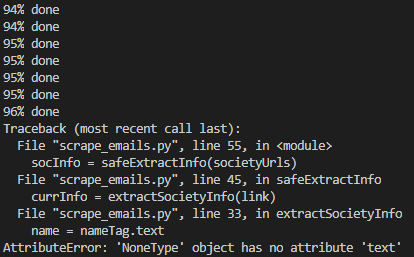 94% done
94% done
95% done
95% done
95% done
95% done
96% done
Traceback (most recent call last):
  File "scrape_emails.py", line 55, in <module>
    socInfo = safeExtractInfo(societyUrls)
  File "scrape_emails.py", line 45, in safeExtractInfo
    currInfo = extractSocietyInfo(link)
  File "scrape_emails.py", line 33, in extractSocietyInfo
    name = nameTag.text
AttributeError: 'NoneType' object has no attribute 'text'